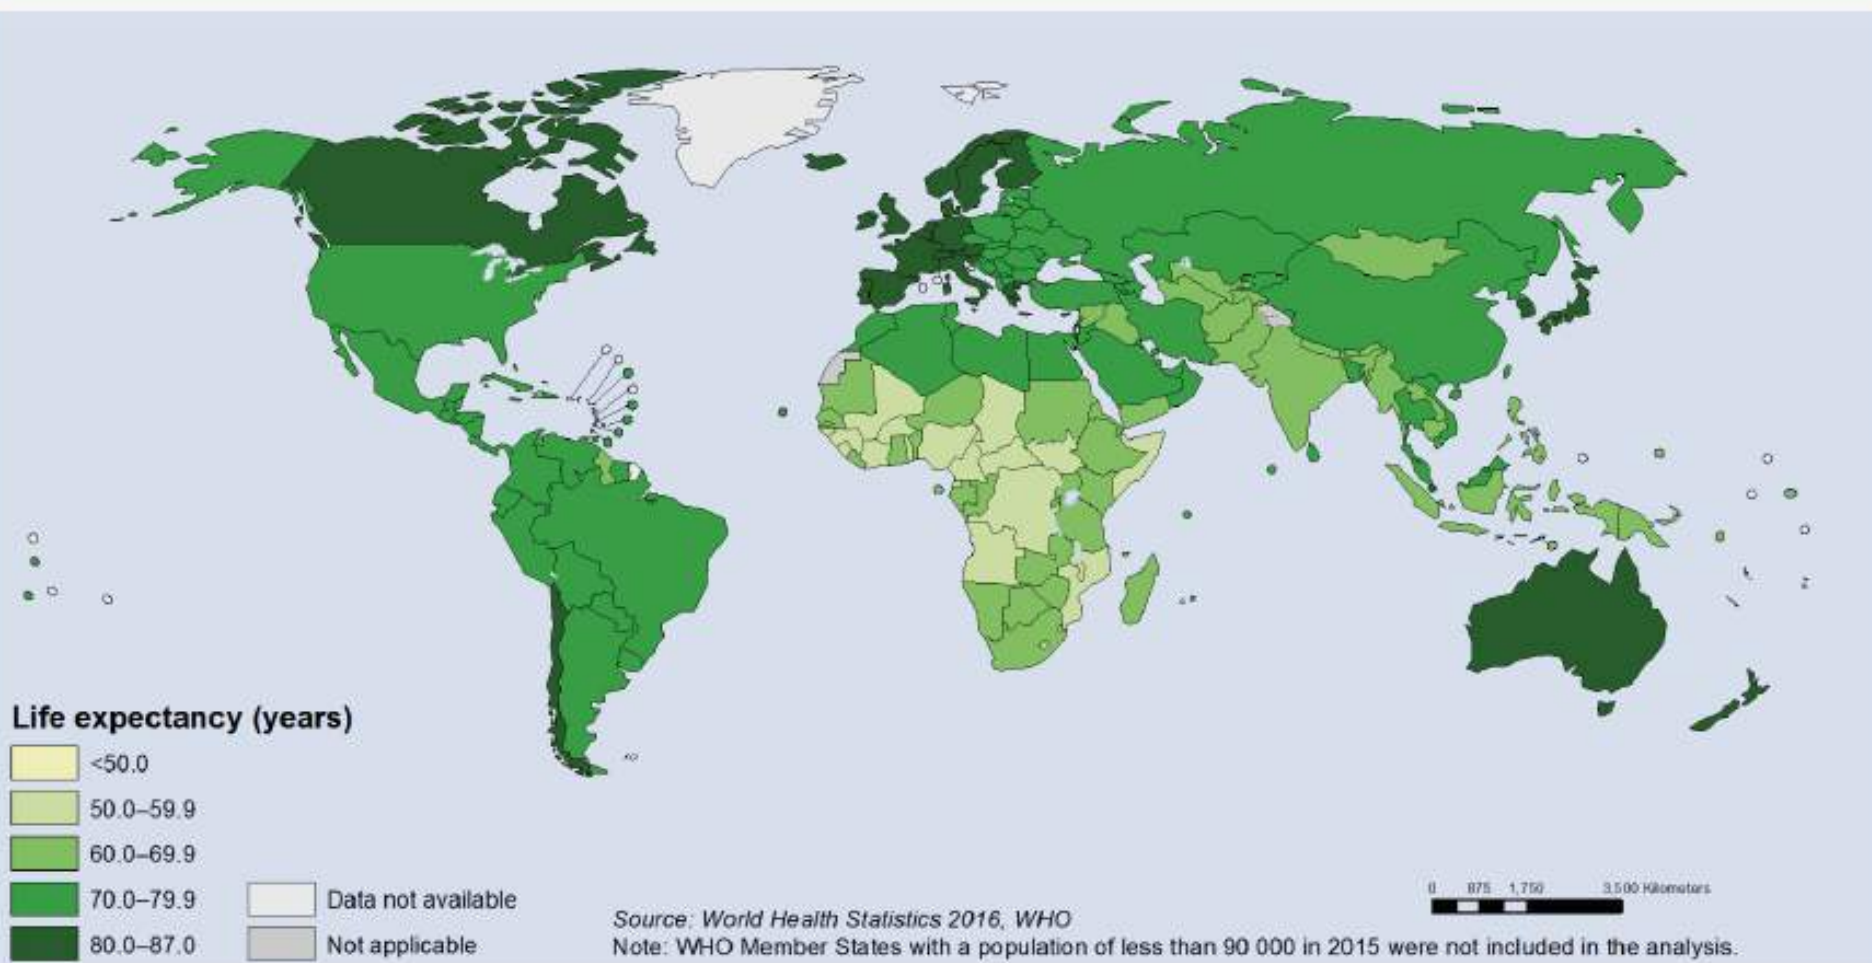 Life expectancy (years)
<50.0
50.0–59.9
60.0–69.9
70.0–79.9
80.0–87.0
Data not available
Not applicable
0 875 1,750 3,500 Kilometers
Source: World Health Statistics 2016, WHO
Note: WHO Member States with a population of less than 90 000 in 2015 were not included in the analysis.